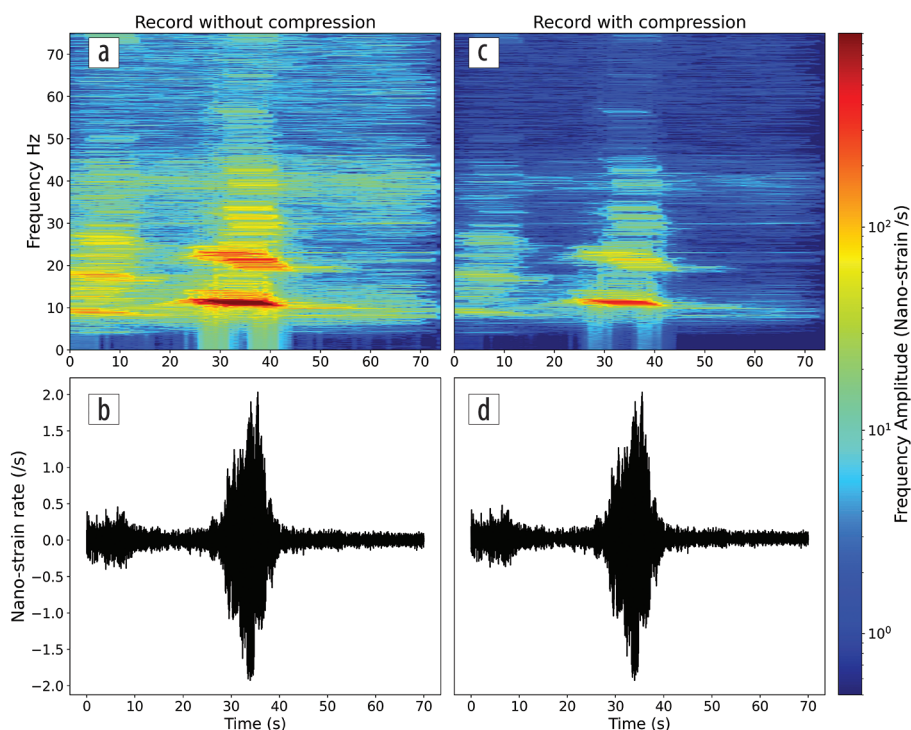 Record without compression
Record with compression
a
c
Frequency Hz
70
60
50
40
30
20
10
0
0 10 20 30 40 50 60 70
0 10 20 30 40 50 60 70
10²
10¹
10⁰
Frequency Amplitude (Nano-strain /s)
b
d
Nano-strain rate (/s)
2.0
1.5
1.0
0.5
0.0
−0.5
−1.0
−1.5
−2.0
0 10 20 30 40 50 60 70
0 10 20 30 40 50 60 70
Time (s)
Time (s)